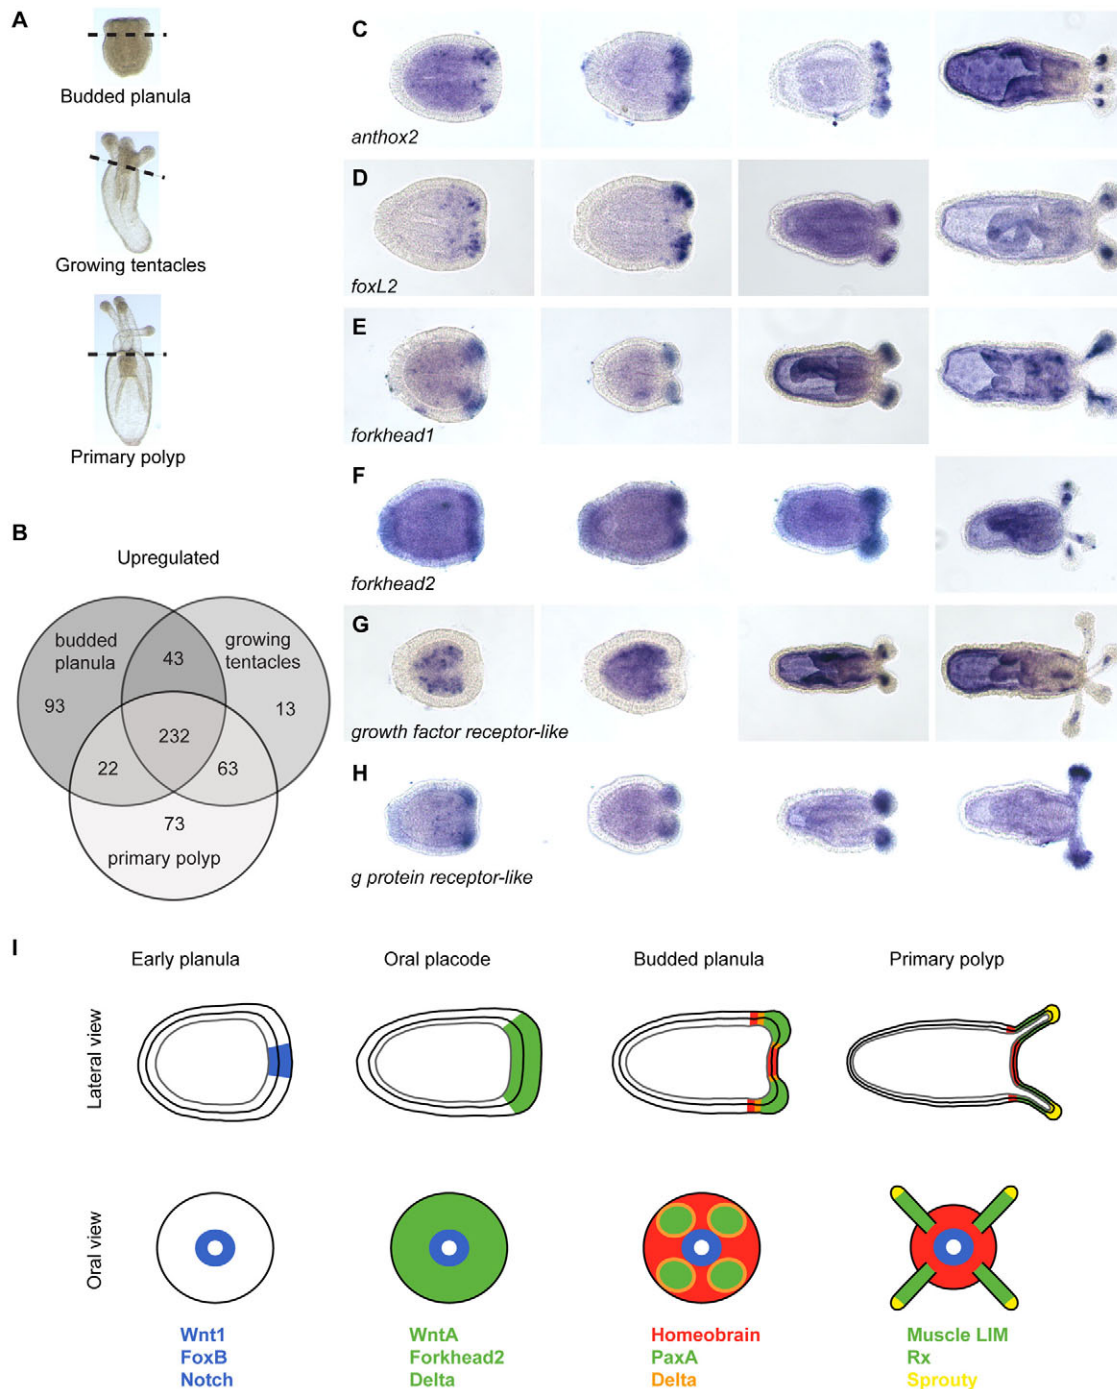 A
Budded planula
Growing tentacles
Primary polyp
B
Upregulated
budded
planula
growing
tentacles
43
93
13
232
22
63
73
primary polyp
C
anthox2
D
foxL2
E
forkhead1
F
forkhead2
G
growth factor receptor-like
H
g protein receptor-like
I
Early planula
Oral placode
Budded planula
Primary polyp
Lateral view
Oral view
Wnt1
FoxB
Notch
WntA
Forkhead2
Delta
Homeobrain
PaxA
Delta
Muscle LIM
Rx
Sprouty